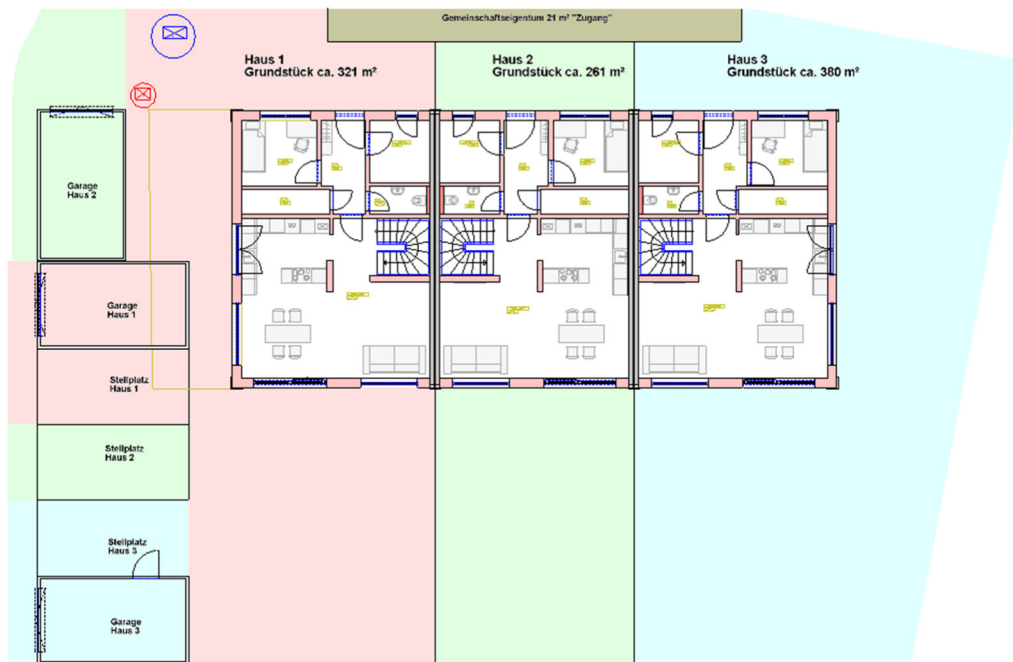 Gemeinschaftseigentum 21 m² "Zugang"
Haus 1
Grundstück ca. 321 m²
Haus 2
Grundstück ca. 261 m²
Haus 3
Grundstück ca. 380 m²
Garage
Haus 2
Garage
Haus 1
Stellplatz
Haus 1
Stellplatz
Haus 2
Stellplatz
Haus 3
Garage
Haus 3